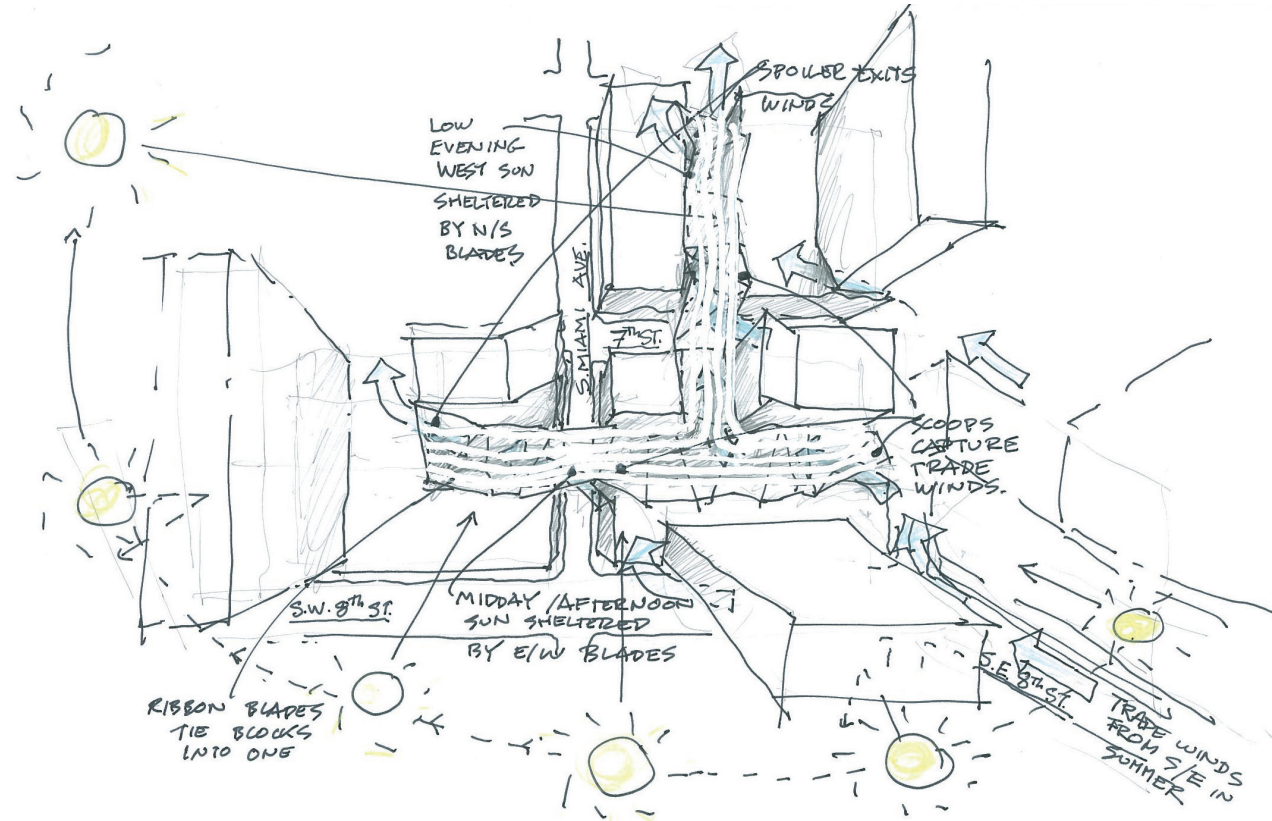 SPOILER EXITS
WINDS
LOW
EVENING
WEST SUN
SHELTERED
BY N/S
BLADES
S. MIAMI AVE.
7TH ST.
SCOOPS
CAPTURE
TRADE
WINDS.
S.W. 8TH ST.
MIDDAY / AFTERNOON
SUN SHELTERED
BY E/W BLADES
S.E. 8TH ST.
RIBBON BLADES
TIE BLOCKS
INTO ONE
TRADE WINDS
FROM S/E IN
SUMMER